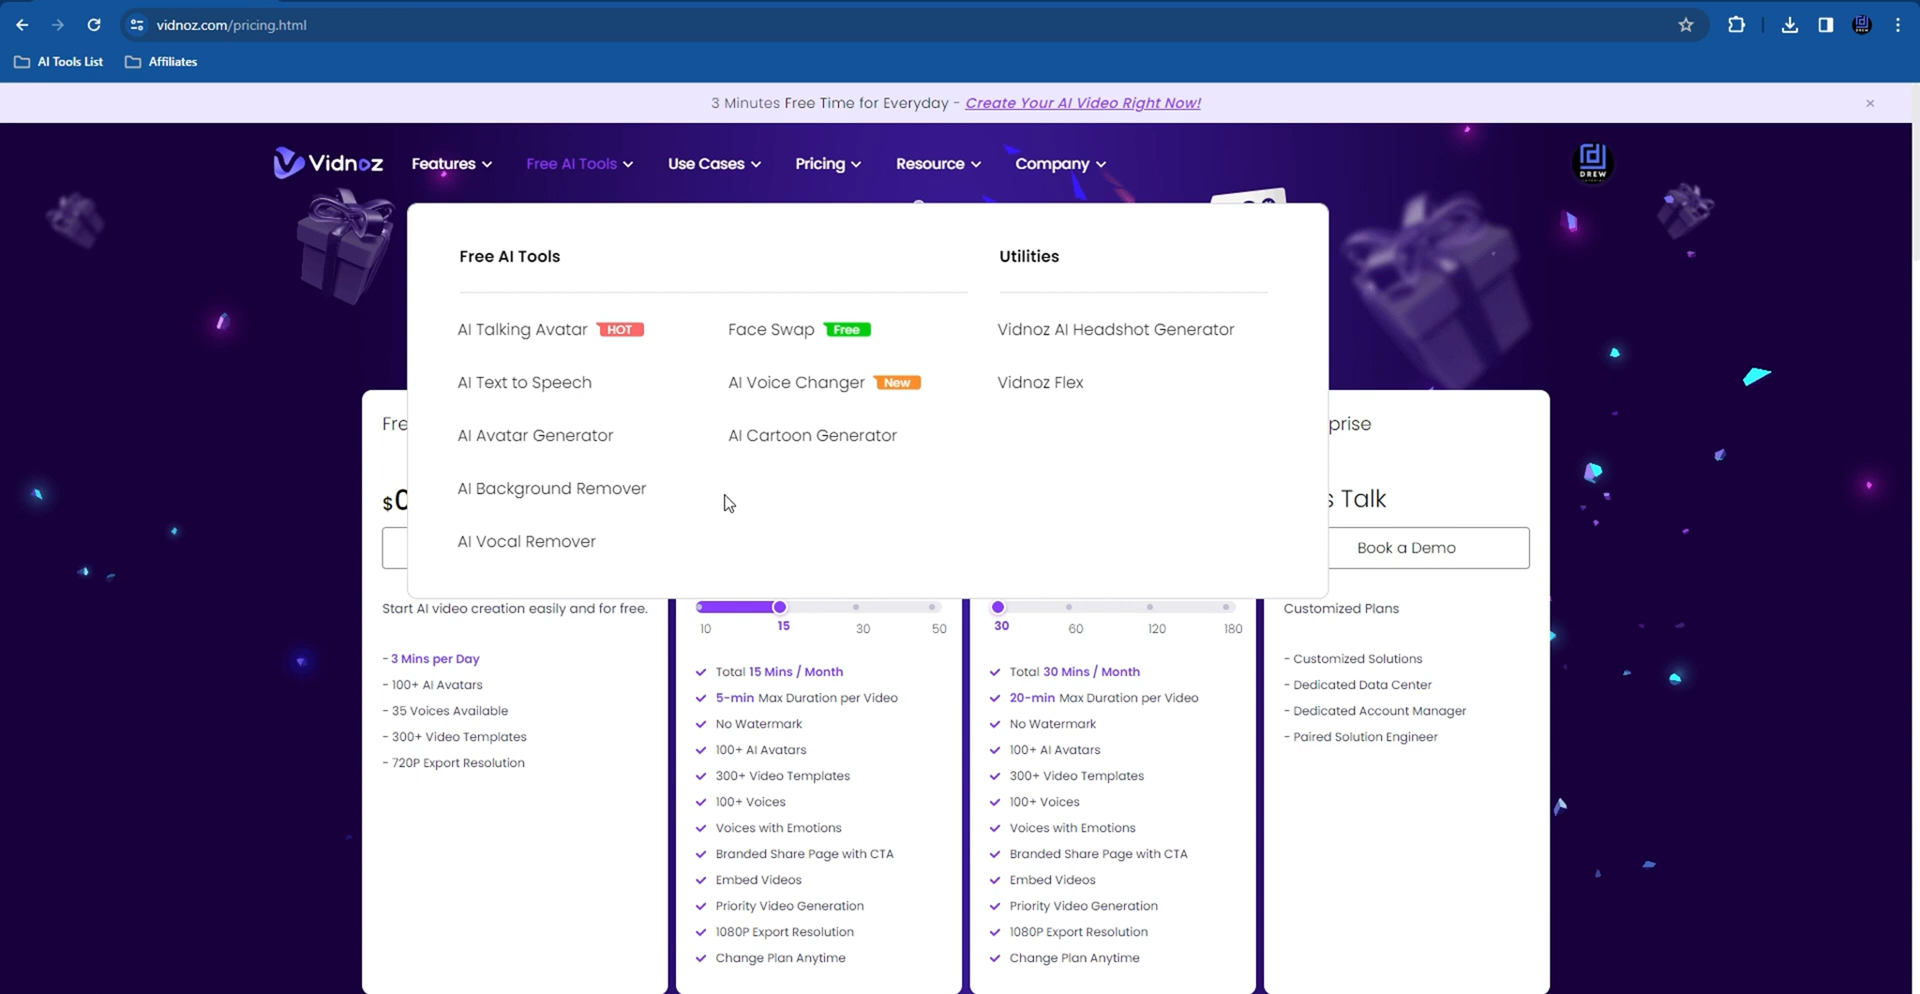 vidnoz.com/pricing.html
AI Tools List
Affiliates
3 Minutes Free Time for Everyday - Create Your AI Video Right Now!
Vidnoz
Features
Free AI Tools
Use Cases
Pricing
Resource
Company
DREW
Free AI Tools
Utilities
AI Talking Avatar HOT
Face Swap Free
Vidnoz AI Headshot Generator
AI Text to Speech
AI Voice Changer New
Vidnoz Flex
AI Avatar Generator
AI Cartoon Generator
AI Background Remover
AI Vocal Remover
Fre
$0
Start AI video creation easily and for free.
- 3 Mins per Day
- 100+ AI Avatars
- 35 Voices Available
- 300+ Video Templates
- 720P Export Resolution
10 15 30 50
Total 15 Mins / Month
5-min Max Duration per Video
No Watermark
100+ AI Avatars
300+ Video Templates
100+ Voices
Voices with Emotions
Branded Share Page with CTA
Embed Videos
Priority Video Generation
1080P Export Resolution
Change Plan Anytime
30 60 120 180
Total 30 Mins / Month
20-min Max Duration per Video
No Watermark
100+ AI Avatars
300+ Video Templates
100+ Voices
Voices with Emotions
Branded Share Page with CTA
Embed Videos
Priority Video Generation
1080P Export Resolution
Change Plan Anytime
prise
s Talk
Book a Demo
Customized Plans
- Customized Solutions
- Dedicated Data Center
- Dedicated Account Manager
- Paired Solution Engineer